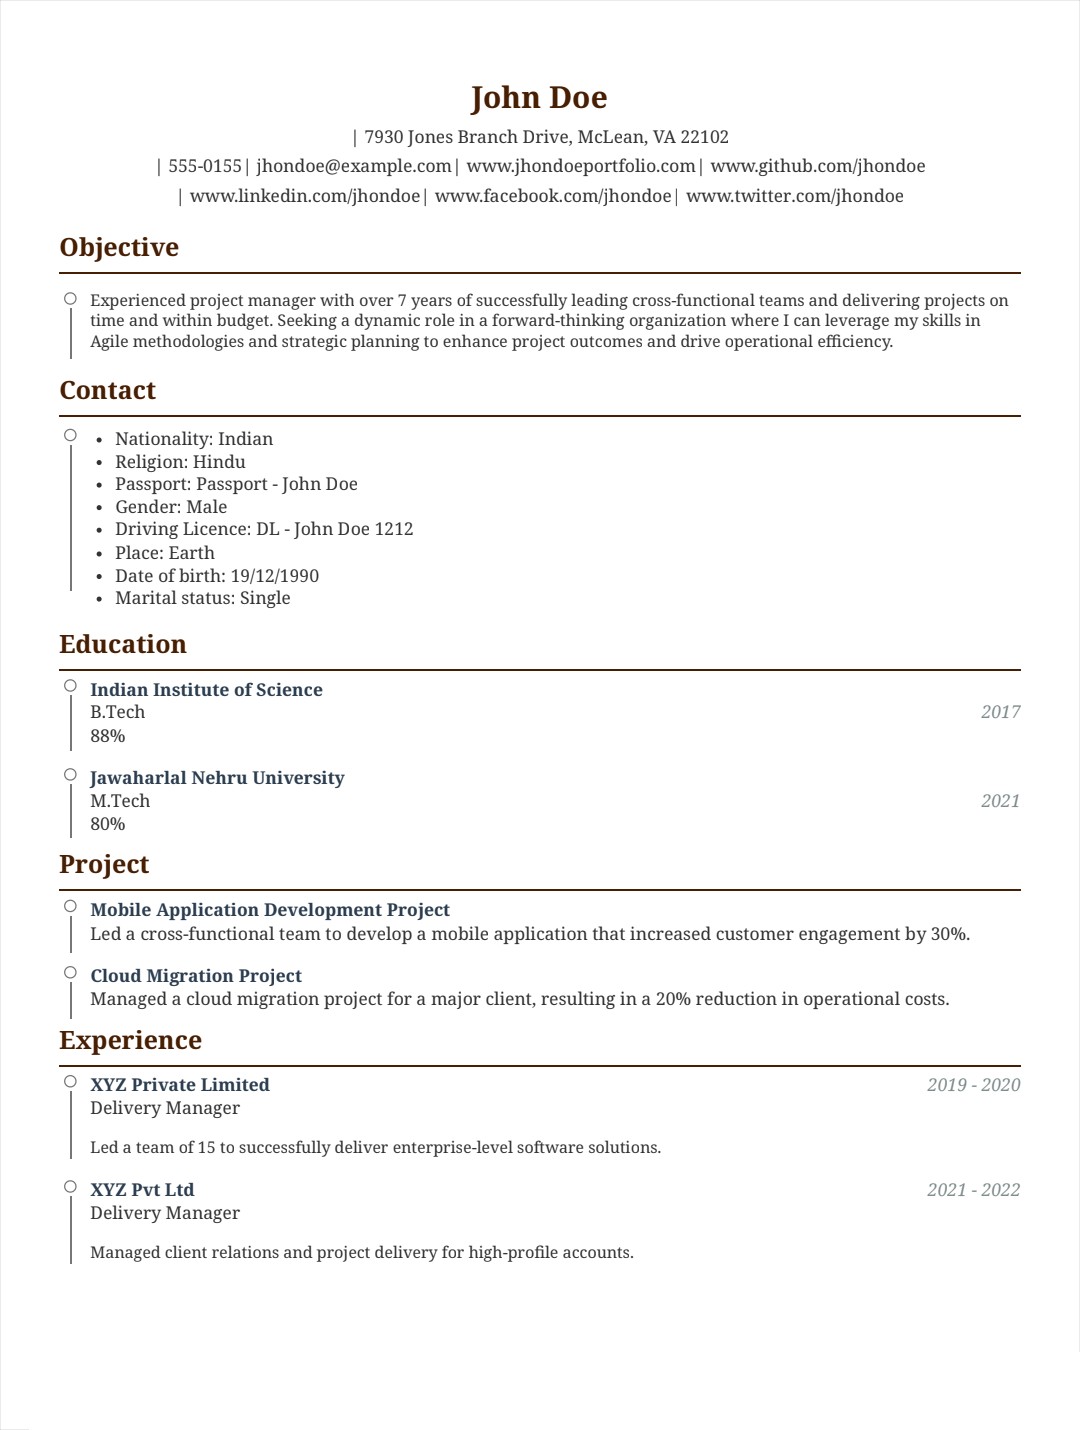 John Doe
| 7930 Jones Branch Drive, McLean, VA 22102
| 555-0155| jhondoe@example.com| www.jhondoeportfolio.com| www.github.com/jhondoe
| www.linkedin.com/jhondoe| www.facebook.com/jhondoe| www.twitter.com/jhondoe
Objective
Experienced project manager with over 7 years of successfully leading cross-functional teams and delivering projects on
time and within budget. Seeking a dynamic role in a forward-thinking organization where I can leverage my skills in
Agile methodologies and strategic planning to enhance project outcomes and drive operational efficiency.
Contact
• Nationality: Indian
• Religion: Hindu
• Passport: Passport - John Doe
• Gender: Male
• Driving Licence: DL - John Doe 1212
• Place: Earth
• Date of birth: 19/12/1990
• Marital status: Single
Education
Indian Institute of Science
B.Tech 2017
88%
Jawaharlal Nehru University
M.Tech 2021
80%
Project
Mobile Application Development Project
Led a cross-functional team to develop a mobile application that increased customer engagement by 30%.
Cloud Migration Project
Managed a cloud migration project for a major client, resulting in a 20% reduction in operational costs.
Experience
XYZ Private Limited 2019 - 2020
Delivery Manager
Led a team of 15 to successfully deliver enterprise-level software solutions.
XYZ Pvt Ltd 2021 - 2022
Delivery Manager
Managed client relations and project delivery for high-profile accounts.